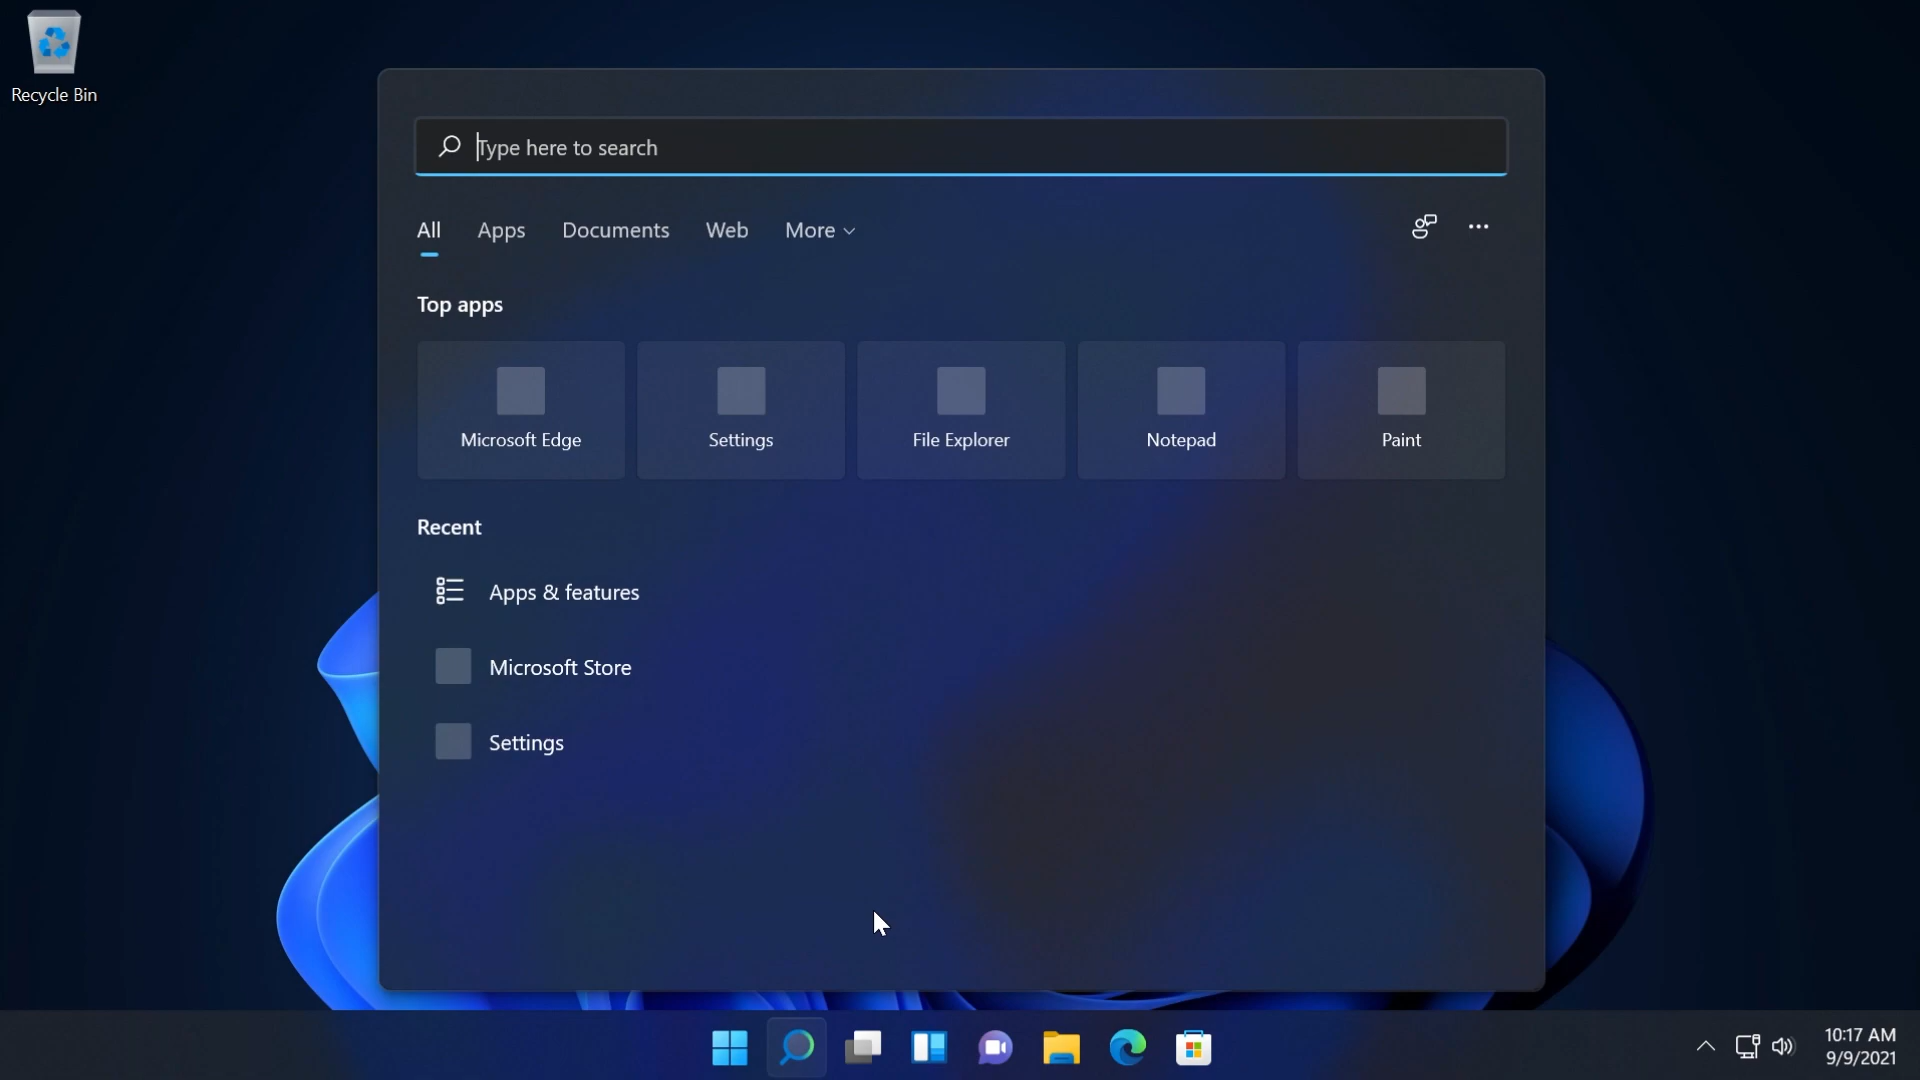 Recycle Bin
Type here to search
All Apps Documents Web More
Top apps
Microsoft Edge Settings File Explorer Notepad Paint
Recent
Apps & features
Microsoft Store
Settings
10:17 AM
9/9/2021